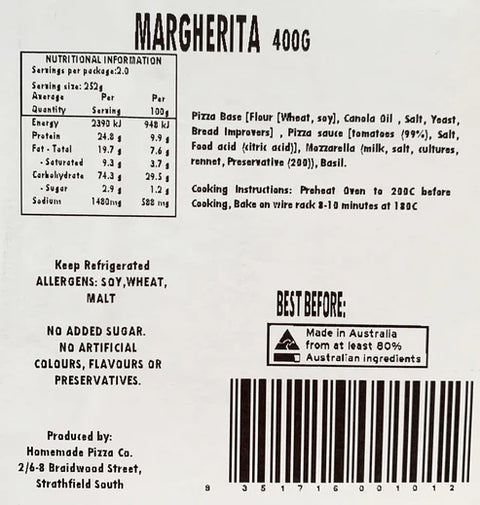 MARGHERITA 400G
NUTRITIONAL INFORMATION
Servings per package:2.0
Serving size: 252g
Average Per Per
Quantity Serving 100g
Energy 2390 kJ 948 kJ
Protein 24.8 g 9.9 g
Fat - Total 19.7 g 7.6 g
- Saturated 9.3 g 3.7 g
Carbohydrate 74.3 g 29.5 g
- Sugar 2.9 g 1.2 g
Sodium 1480mg 588 mg
Pizza Base [Flour [Wheat, soy], Canola Oil , Salt, Yeast,
Bread Improvers] , Pizza sauce [tomatoes (99%), Salt,
Food acid (citric acid)], Mozzarella (milk, salt, cultures,
rennet, Preservative (200)), Basil.
Cooking Instructions: Preheat Oven to 200C before
Cooking, Bake on wire rack 8-10 minutes at 180C
Keep Refrigerated
ALLERGENS: SOY,WHEAT,
MALT
NO ADDED SUGAR.
NO ARTIFICIAL
COLOURS, FLAVOURS OR
PRESERVATIVES.
Produced by:
Homemade Pizza Co.
2/6-8 Braidwood Street,
Strathfield South
BEST BEFORE:
Made in Australia
from at least 80%
Australian ingredients
9 351716 001012